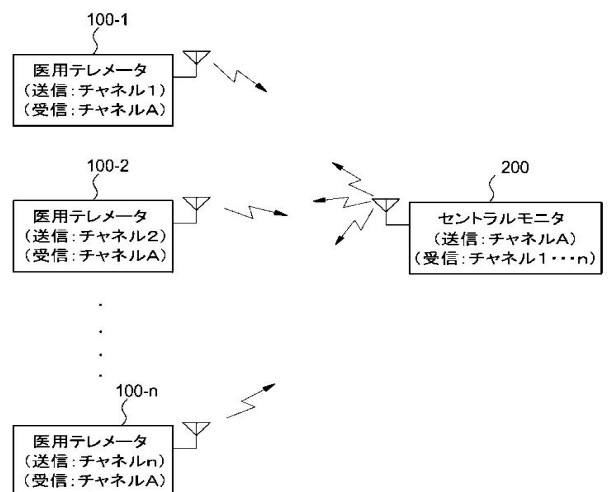 100-1
医用テレメータ
(送信:チャネル1)
(受信:チャネルA)
100-2
医用テレメータ
(送信:チャネル2)
(受信:チャネルA)
200
セントラルモニタ
(送信:チャネルA)
(受信:チャネル1･･･n)
100-n
医用テレメータ
(送信:チャネルn)
(受信:チャネルA)